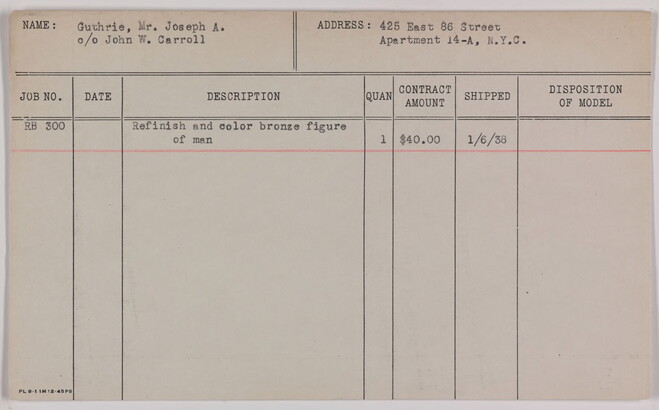 NAME: Guthrie, Mr. Joseph A.
c/o John W. Carroll
ADDRESS: 425 East 86 Street
Apartment 14-A, N.Y.C.
JOB NO. DATE DESCRIPTION QUAN CONTRACT AMOUNT SHIPPED DISPOSITION OF MODEL
RB 300 Refinish and color bronze figure
of man 1 $40.00 1/6/38